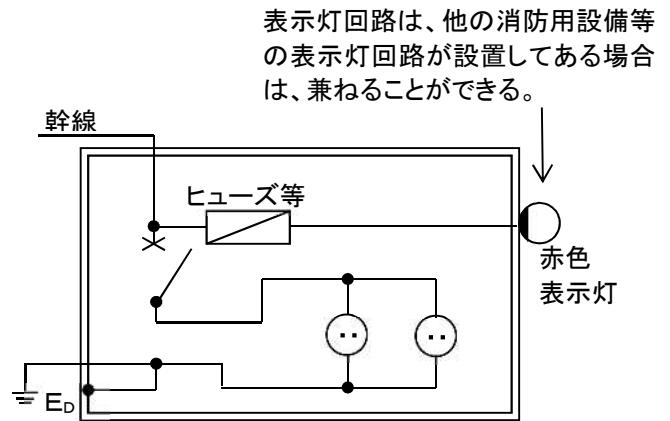 表示灯回路は、他の消防用設備等
の表示灯回路が設置してある場合
は、兼ねることができる。
幹線
ヒューズ等
赤色
表示灯
ED